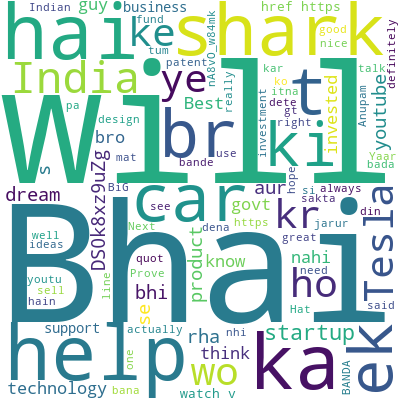 Indian guy business href https
hai ke shark
fund patent nA8vO_w84mk good nice
tum
India ye t
kar ko talk definitely
pa itna really Best
design dete gt right investment invested youtube Anupam
bro br ki
s mat bande use hope Yaar bada
BiG
Will
dream DS0k8xz9uZg car aur si always
see govt sakta din
well Next https kr ho Tesla
ideas quot product dena know jarur great
youtu Prove bhi nahi need said
sell line se Hat
hain
Bhai
support actually rha startup
one nhi think
help wo ka ek
technology bana watch v BANDA